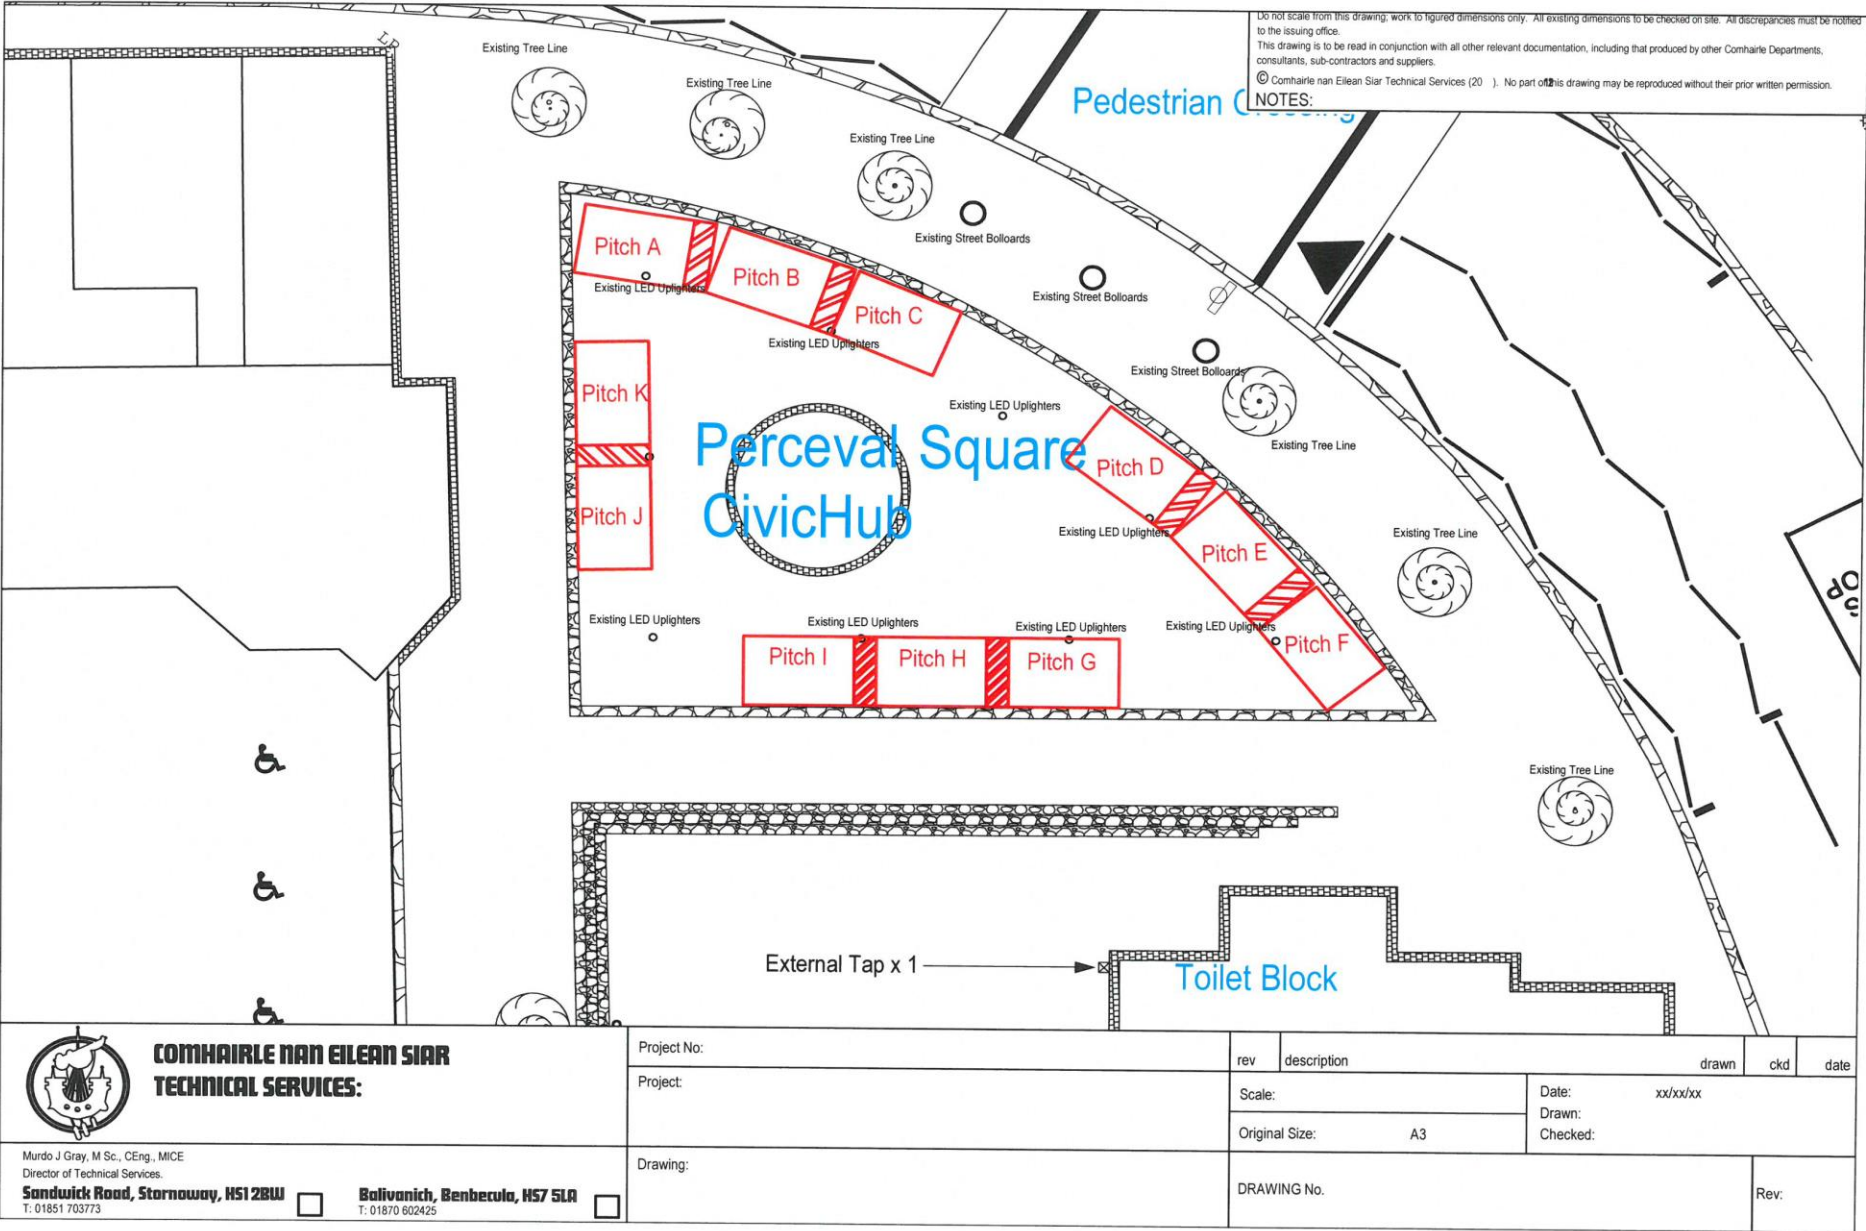 Do not scale from this drawing; work to figured dimensions only. All existing dimensions to be checked on site. All discrepancies must be notified
to the issuing office.
This drawing is to be read in conjunction with all other relevant documentation, including that produced by other Comhairle Departments,
consultants, sub-contractors and suppliers.
© Comhairle nan Eilean Siar Technical Services (20 ). No part of this drawing may be reproduced without their prior written permission.
NOTES:
LP
Existing Tree Line
Existing Tree Line
Existing Tree Line
Pedestrian Crossing
Existing Street Bolloards
Existing Street Bolloards
Existing Street Bolloards
Existing Tree Line
Pitch A
Pitch B
Pitch C
Existing LED Uplighters
Existing LED Uplighters
Existing LED Uplighters
Pitch K
Pitch J
Perceval Square
CivicHub
Pitch D
Existing LED Uplighters
Pitch E
Existing Tree Line
Existing LED Uplighters
Existing LED Uplighters
Existing LED Uplighters
Existing LED Uplighters
Pitch F
Pitch I
Pitch H
Pitch G
Existing Tree Line
External Tap x 1
Toilet Block
COMHAIRLE NAN EILEAN SIAR
TECHNICAL SERVICES:
Murdo J Gray, M Sc., CEng., MICE
Director of Technical Services.
Sandwick Road, Stornoway, HS1 2BW
T: 01851 703773
Balivanich, Benbecula, HS7 5LA
T: 01870 602425
Project No:
Project:
Drawing:
rev description drawn ckd date
Scale:
Original Size: A3
Date: xx/xx/xx
Drawn:
Checked:
DRAWING No.
Rev: